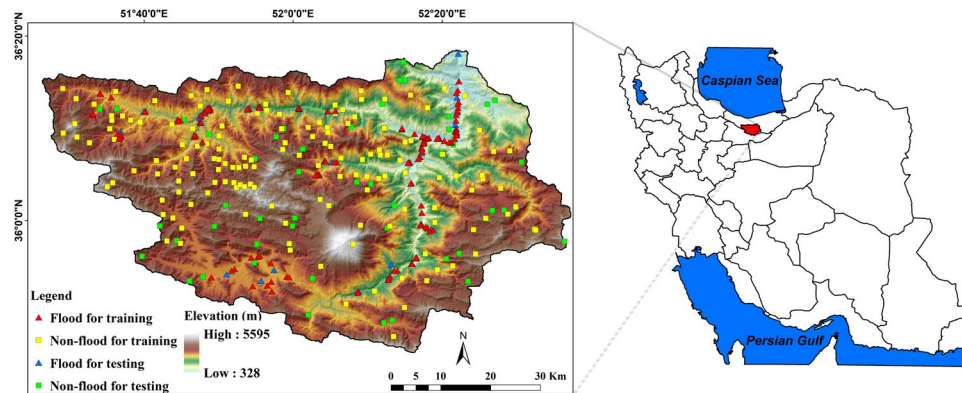 51°40'0"E 52°0'0"E 52°20'0"E
36°20'0"N
36°0'0"N
Caspian Sea
Persian Gulf
Legend
Flood for training
Non-flood for training
Flood for testing
Non-flood for testing
Elevation (m)
High : 5595
Low : 328
N
0 5 10 20 30 Km